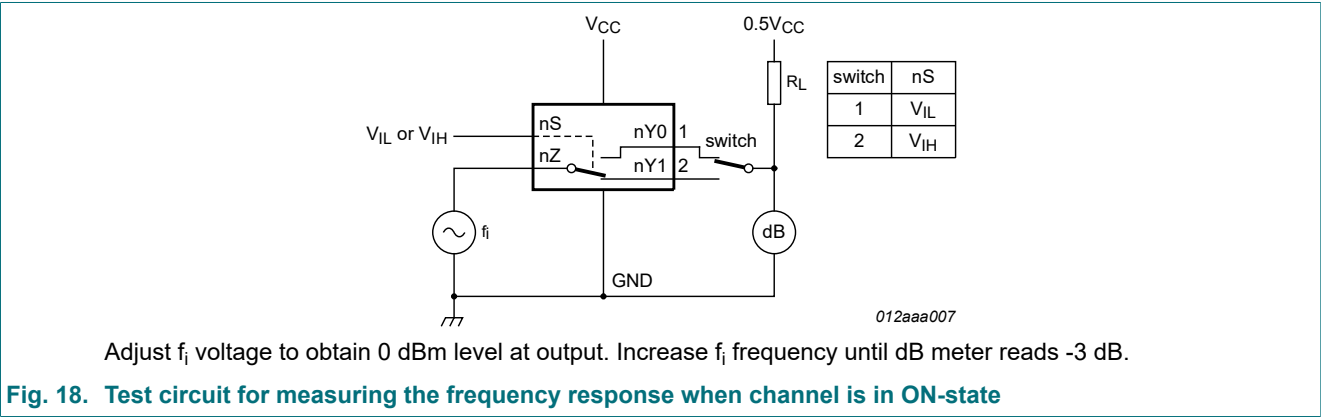 VCC
0.5VCC
RL
switch nS
1 VIL
2 VIH
VIL or VIH
nS
nY0 1
switch
nZ
nY1 2
fi
dB
GND
012aaa007
Adjust fi voltage to obtain 0 dBm level at output. Increase fi frequency until dB meter reads -3 dB.
Fig. 18. Test circuit for measuring the frequency response when channel is in ON-state